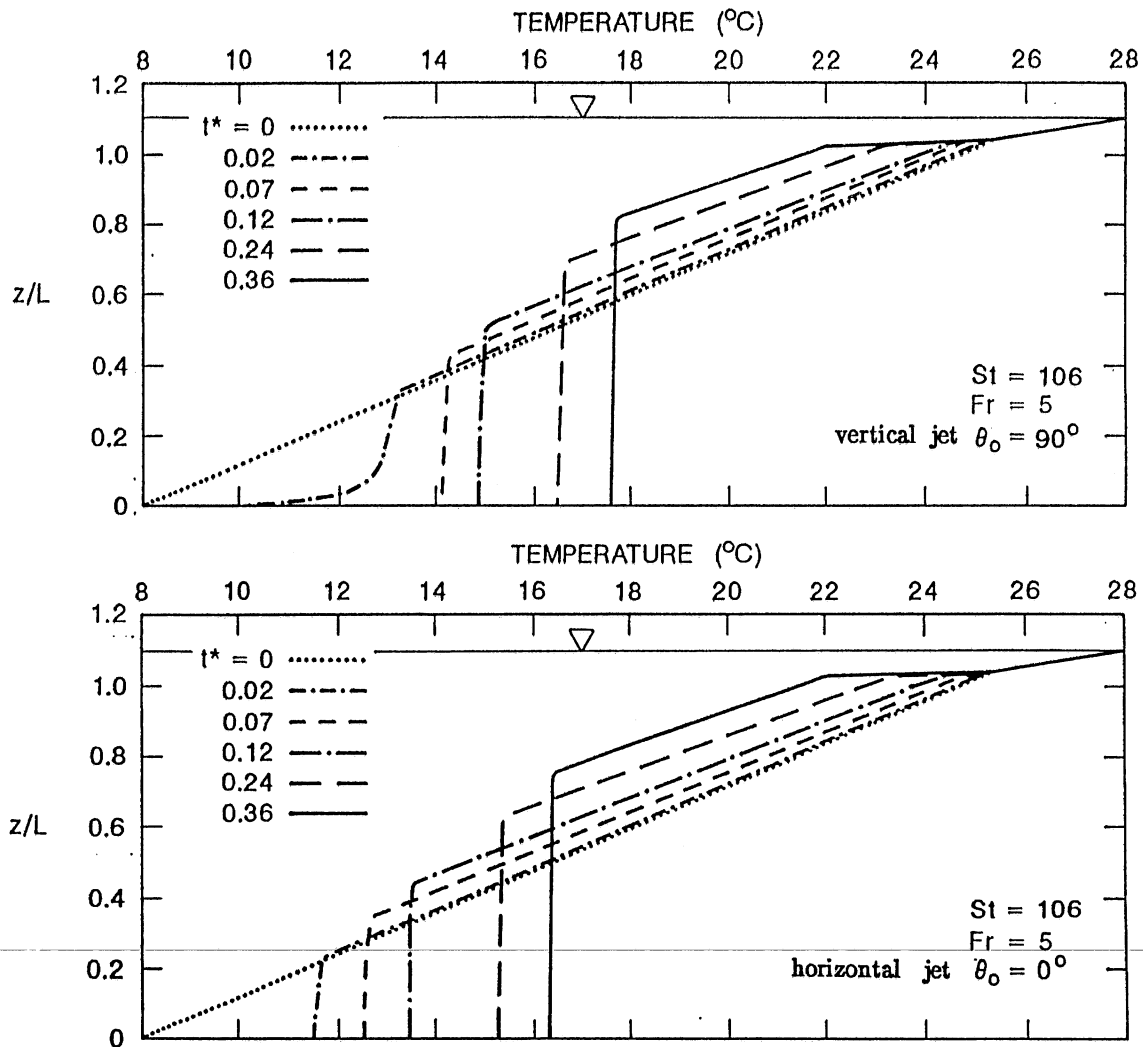 TEMPERATURE (°C)
8 10 12 14 16 18 20 22 24 26 28
1.2
1.0
0.8
0.6
0.4
0.2
0
z/L
t* = 0
0.02
0.07
0.12
0.24
0.36
St = 106
Fr = 5
vertical jet θo = 90°
TEMPERATURE (°C)
8 10 12 14 16 18 20 22 24 26 28
1.2
1.0
0.8
0.6
0.4
0.2
0
z/L
t* = 0
0.02
0.07
0.12
0.24
0.36
St = 106
Fr = 5
horizontal jet θo = 0°